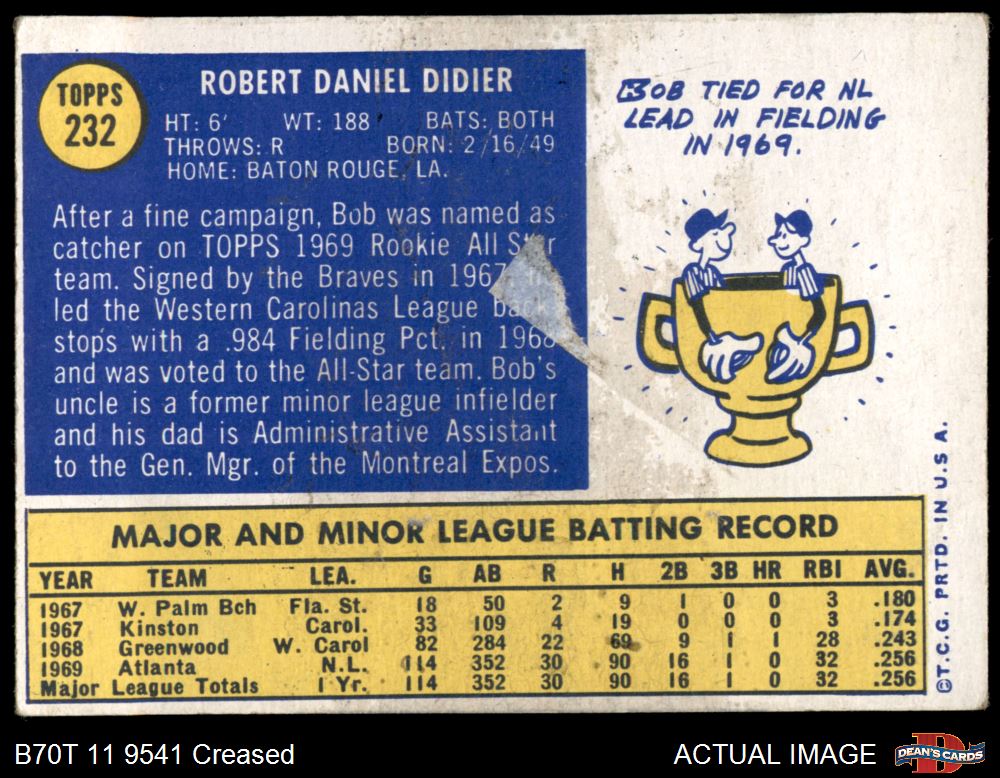 TOPPS
232
ROBERT DANIEL DIDIER
HT: 6' WT: 188 BATS: BOTH
THROWS: R BORN: 2/16/49
HOME: BATON ROUGE, LA.
After a fine campaign, Bob was named as
catcher on TOPPS 1969 Rookie All Star
team. Signed by the Braves in 1967,
led the Western Carolinas League back-
stops with a .984 Fielding Pct. in 1968
and was voted to the All-Star team. Bob's
uncle is a former minor league infielder
and his dad is Administrative Assistant
to the Gen. Mgr. of the Montreal Expos.
BOB TIED FOR NL
LEAD IN FIELDING
IN 1969.
MAJOR AND MINOR LEAGUE BATTING RECORD
YEAR TEAM LEA. G AB R H 2B 3B HR RBI AVG.
1967 W. Palm Bch Fla. St. 18 50 2 9 1 0 0 3 .180
1967 Kinston Carol. 33 109 4 19 0 0 0 3 .174
1968 Greenwood W. Carol 82 284 22 69 9 1 1 28 .243
1969 Atlanta N.L. 114 352 30 90 16 1 0 32 .256
Major League Totals 1 Yr. 114 352 30 90 16 1 0 32 .256
©T.C.G. PRTD. IN U.S.A.
B70T 11 9541 Creased
ACTUAL IMAGE
DEAN'S CARDS